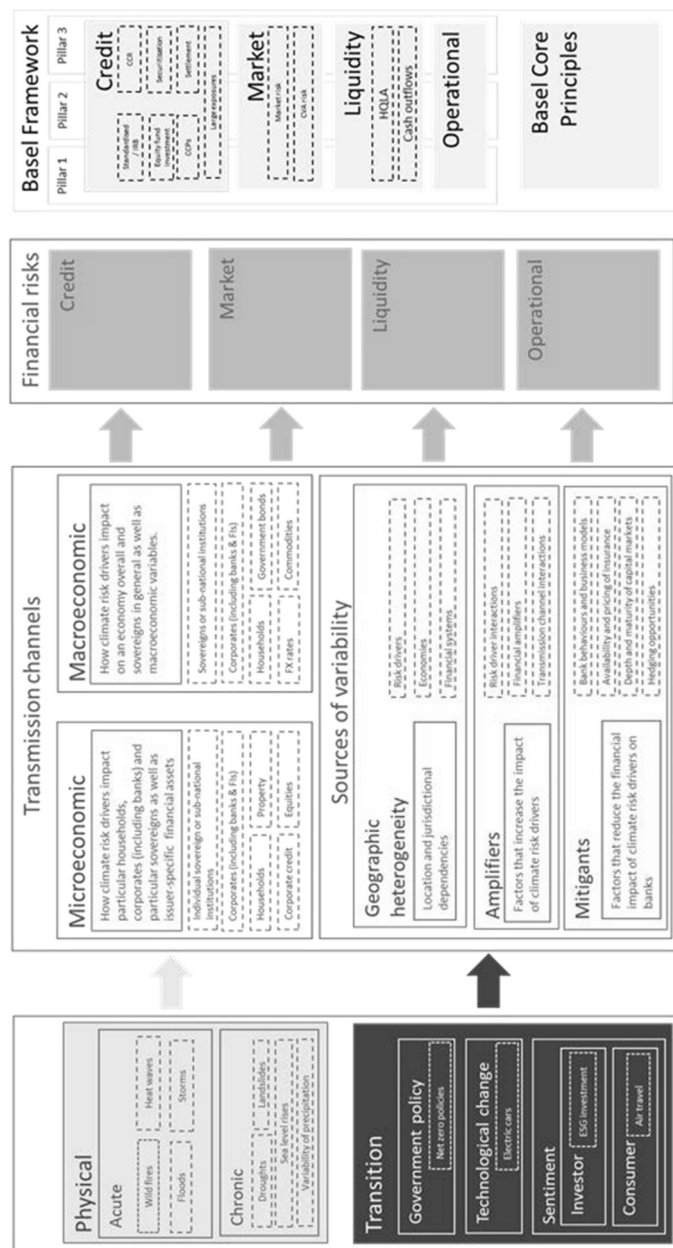 Physical
Acute
Wild fires
Heat waves
Floods
Storms
Chronic
Droughts
Landslides
Sea level rises
Variability of precipitation
Transition
Government policy
Net zero policies
Technological change
Electric cars
Sentiment
Investor
ESG investment
Consumer
Air travel
Transmission channels
Microeconomic
How climate risk drivers impact
particular households,
corporates (including banks) and
particular sovereigns as well as
issuer-specific financial assets
Individual sovereign or sub-national
institutions
Corporates (including banks & FIs)
Households
Property
Corporate credit
Equities
Macroeconomic
How climate risk drivers impact
on an economy overall and
sovereigns in general as well as
macroeconomic variables.
Sovereigns or sub-national institutions
Corporates (including banks & FIs)
Households
Government bonds
FX rates
Commodities
Sources of variability
Geographic
heterogeneity
Location and jurisdictional
dependencies
Risk drivers
Economies
Financial systems
Amplifiers
Factors that increase the impact
of climate risk drivers
Risk driver interactions
Financial amplifiers
Transmission channel interactions
Mitigants
Factors that reduce the financial
impact of climate risk drivers on
banks
Bank behaviours and business models
Availability and pricing of insurance
Depth and maturity of capital markets
Hedging opportunities
Financial risks
Credit
Market
Liquidity
Operational
Basel Framework
Pillar 1
Pillar 2
Pillar 3
Credit
Standardised
/ IRB
CCR
Equity fund
investment
Securitisation
CCPs
Settlement
Large exposures
Market
Market risk
CVA risk
Liquidity
HQLA
Cash outflows
Operational
Basel Core
Principles